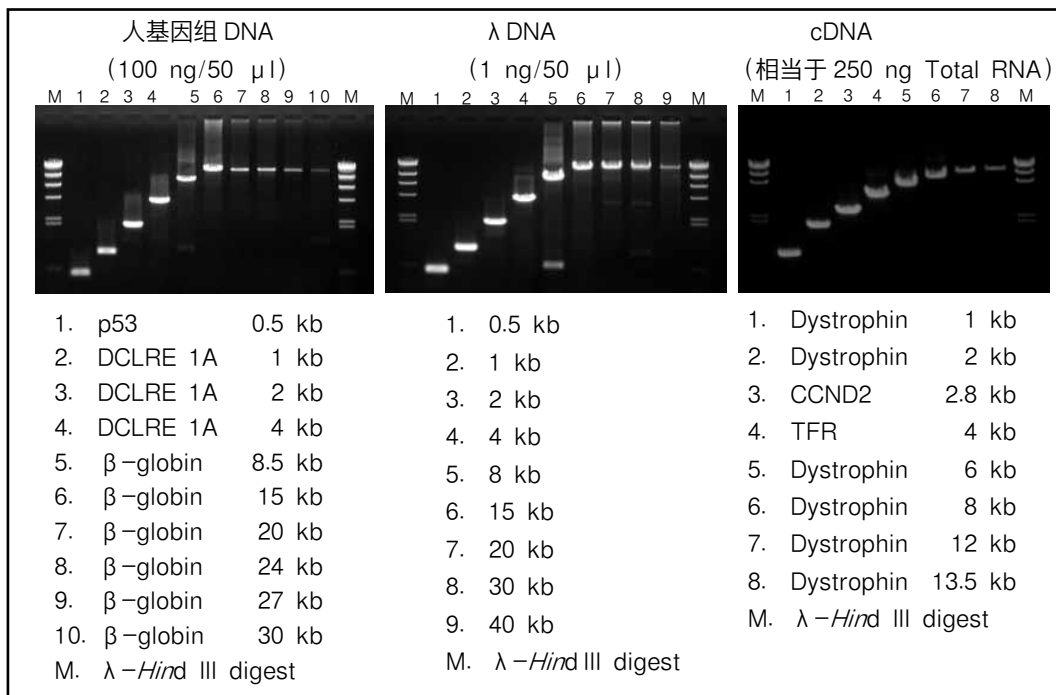 人基因组 DNA
(100 ng/50 μl)
M 1 2 3 4 5 6 7 8 9 10 M
1. p53 0.5 kb
2. DCLRE 1A 1 kb
3. DCLRE 1A 2 kb
4. DCLRE 1A 4 kb
5. β-globin 8.5 kb
6. β-globin 15 kb
7. β-globin 20 kb
8. β-globin 24 kb
9. β-globin 27 kb
10. β-globin 30 kb
M. λ-Hind III digest
λ DNA
(1 ng/50 μl)
M 1 2 3 4 5 6 7 8 9 M
1. 0.5 kb
2. 1 kb
3. 2 kb
4. 4 kb
5. 8 kb
6. 15 kb
7. 20 kb
8. 30 kb
9. 40 kb
M. λ-Hind III digest
cDNA
(相当于 250 ng Total RNA)
M 1 2 3 4 5 6 7 8 M
1. Dystrophin 1 kb
2. Dystrophin 2 kb
3. CCND2 2.8 kb
4. TFR 4 kb
5. Dystrophin 6 kb
6. Dystrophin 8 kb
7. Dystrophin 12 kb
8. Dystrophin 13.5 kb
M. λ-Hind III digest